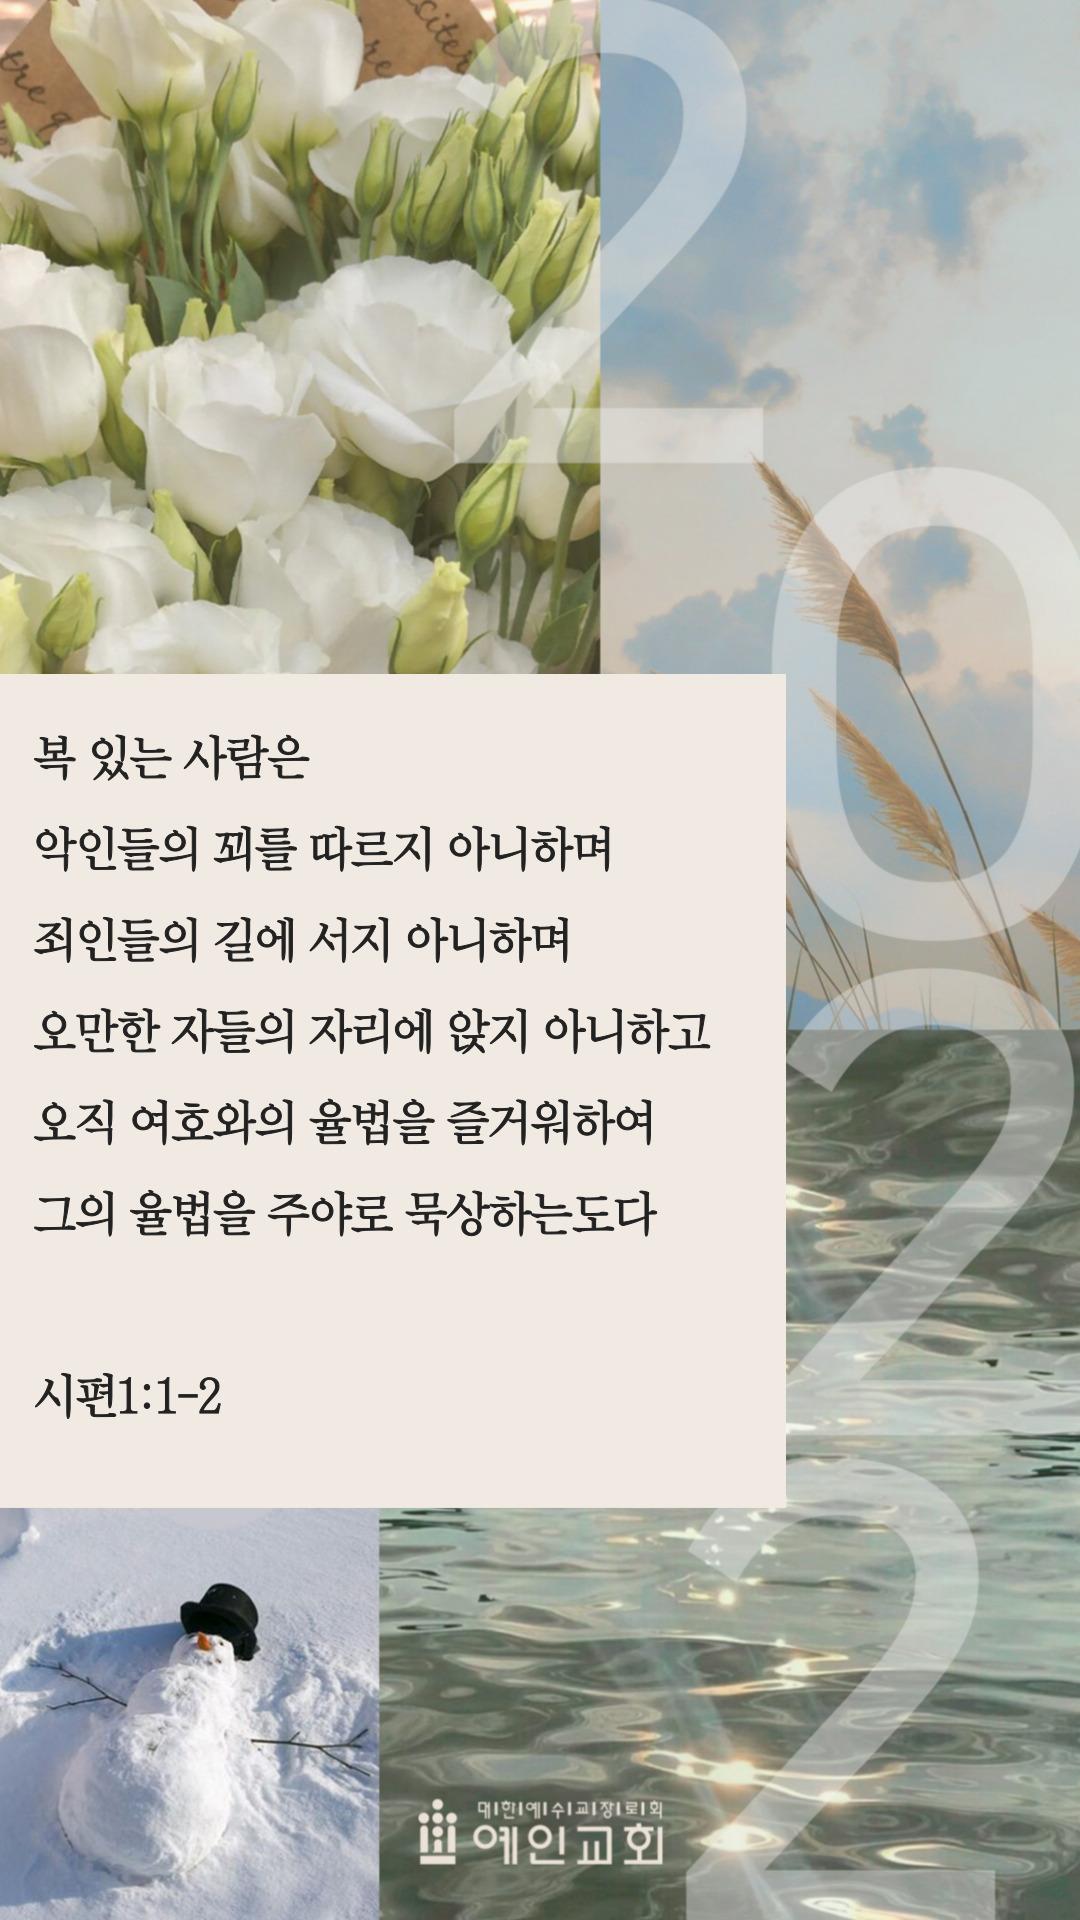 2
0
2
2
복 있는 사람은
악인들의 꾀를 따르지 아니하며
죄인들의 길에 서지 아니하며
오만한 자들의 자리에 앉지 아니하고
오직 여호와의 율법을 즐거워하여
그의 율법을 주야로 묵상하는도다
시편1:1-2
대한예수교장로회
예인교회